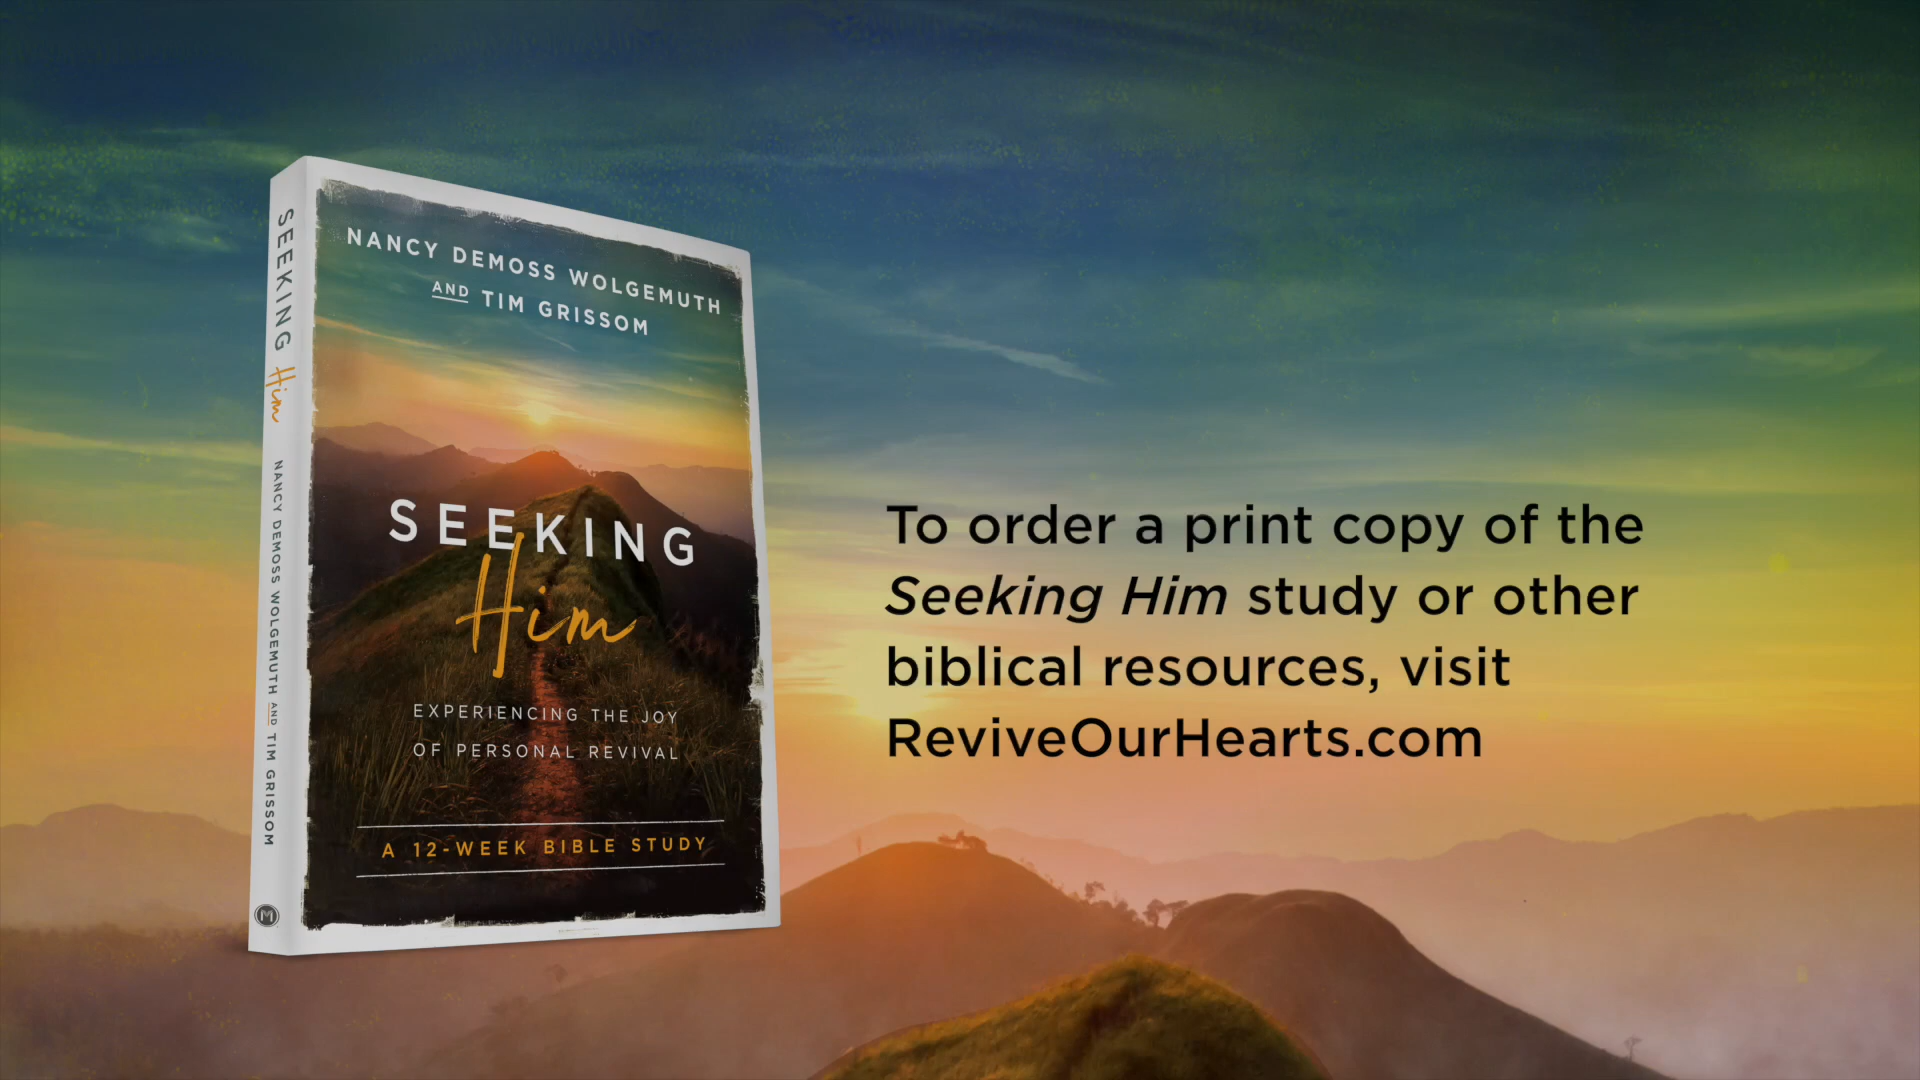 SEEKING Him NANCY DEMOSS WOLGEMUTH AND TIM GRISSOM M
NANCY DEMOSS WOLGEMUTH
AND TIM GRISSOM
SEEKING
Him
EXPERIENCING THE JOY
OF PERSONAL REVIVAL
A 12-WEEK BIBLE STUDY
To order a print copy of the
Seeking Him study or other
biblical resources, visit
ReviveOurHearts.com